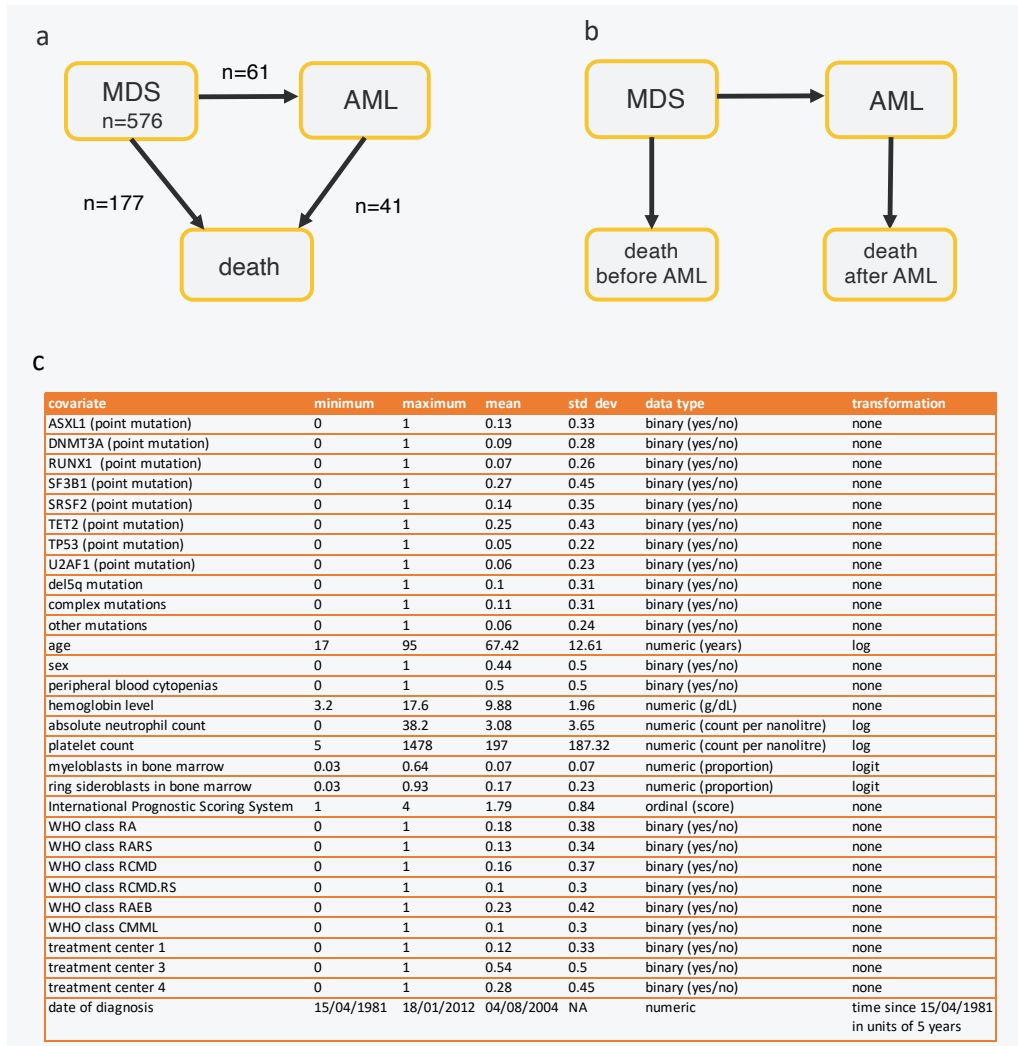 a
MDS
n=576
n=61
AML
n=177
n=41
death
b
MDS
AML
death
before AML
death
after AML
c
covariate minimum maximum mean std dev data type transformation
ASXL1 (point mutation) 0 1 0.13 0.33 binary (yes/no) none
DNMT3A (point mutation) 0 1 0.09 0.28 binary (yes/no) none
RUNX1 (point mutation) 0 1 0.07 0.26 binary (yes/no) none
SF3B1 (point mutation) 0 1 0.27 0.45 binary (yes/no) none
SRSF2 (point mutation) 0 1 0.14 0.35 binary (yes/no) none
TET2 (point mutation) 0 1 0.25 0.43 binary (yes/no) none
TP53 (point mutation) 0 1 0.05 0.22 binary (yes/no) none
U2AF1 (point mutation) 0 1 0.06 0.23 binary (yes/no) none
del5q mutation 0 1 0.1 0.31 binary (yes/no) none
complex mutations 0 1 0.11 0.31 binary (yes/no) none
other mutations 0 1 0.06 0.24 binary (yes/no) none
age 17 95 67.42 12.61 numeric (years) log
sex 0 1 0.44 0.5 binary (yes/no) none
peripheral blood cytopenias 0 1 0.5 0.5 binary (yes/no) none
hemoglobin level 3.2 17.6 9.88 1.96 numeric (g/dL) none
absolute neutrophil count 0 38.2 3.08 3.65 numeric (count per nanolitre) log
platelet count 5 1478 197 187.32 numeric (count per nanolitre) log
myeloblasts in bone marrow 0.03 0.64 0.07 0.07 numeric (proportion) logit
ring sideroblasts in bone marrow 0.03 0.93 0.17 0.23 numeric (proportion) logit
International Prognostic Scoring System 1 4 1.79 0.84 ordinal (score) none
WHO class RA 0 1 0.18 0.38 binary (yes/no) none
WHO class RARS 0 1 0.13 0.34 binary (yes/no) none
WHO class RCMD 0 1 0.16 0.37 binary (yes/no) none
WHO class RCMD.RS 0 1 0.1 0.3 binary (yes/no) none
WHO class RAEB 0 1 0.23 0.42 binary (yes/no) none
WHO class CMML 0 1 0.1 0.3 binary (yes/no) none
treatment center 1 0 1 0.12 0.33 binary (yes/no) none
treatment center 3 0 1 0.54 0.5 binary (yes/no) none
treatment center 4 0 1 0.28 0.45 binary (yes/no) none
date of diagnosis 15/04/1981 18/01/2012 04/08/2004 NA numeric time since 15/04/1981
in units of 5 years